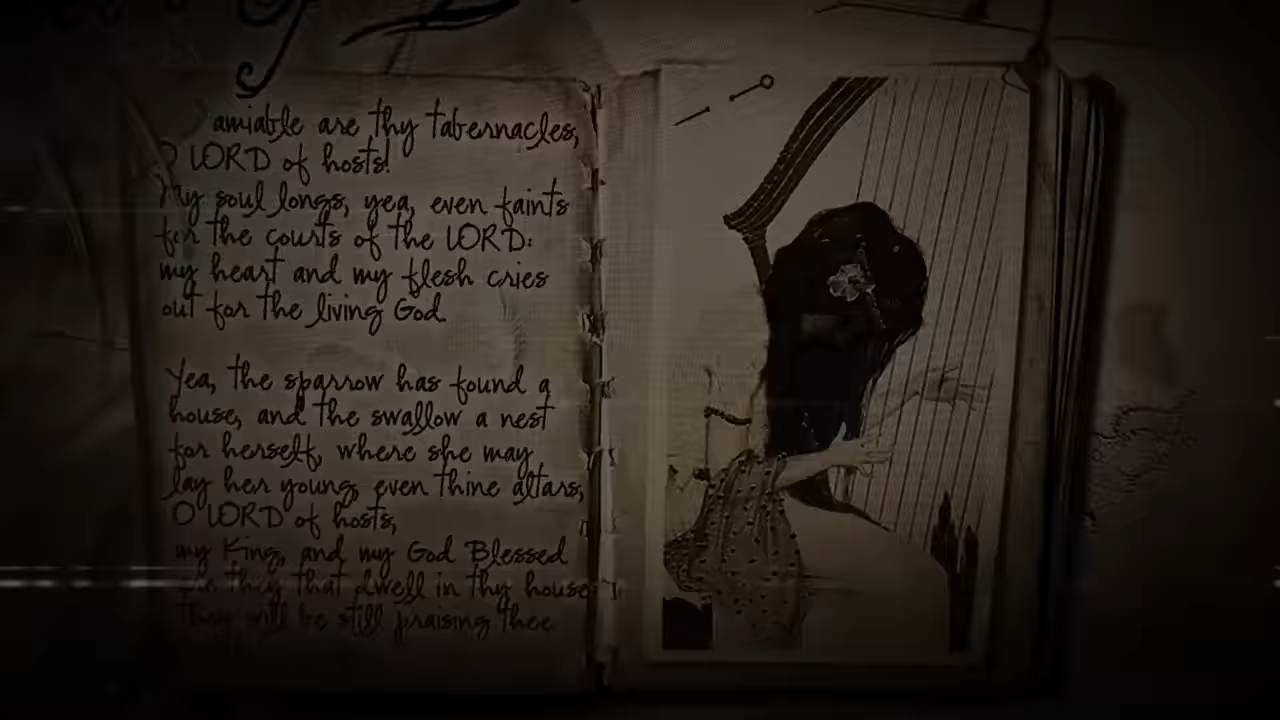 amiable are thy tabernacles,
O LORD of hosts!
My soul longs, yea, even faints
for the courts of the LORD:
my heart and my flesh cries
out for the living God.
Yea, the sparrow has found a
house, and the swallow a nest
for herself, where she may
lay her young, even thine altars,
O LORD of hosts,
my King, and my God Blessed
they that dwell in thy house:
they will be still praising thee.